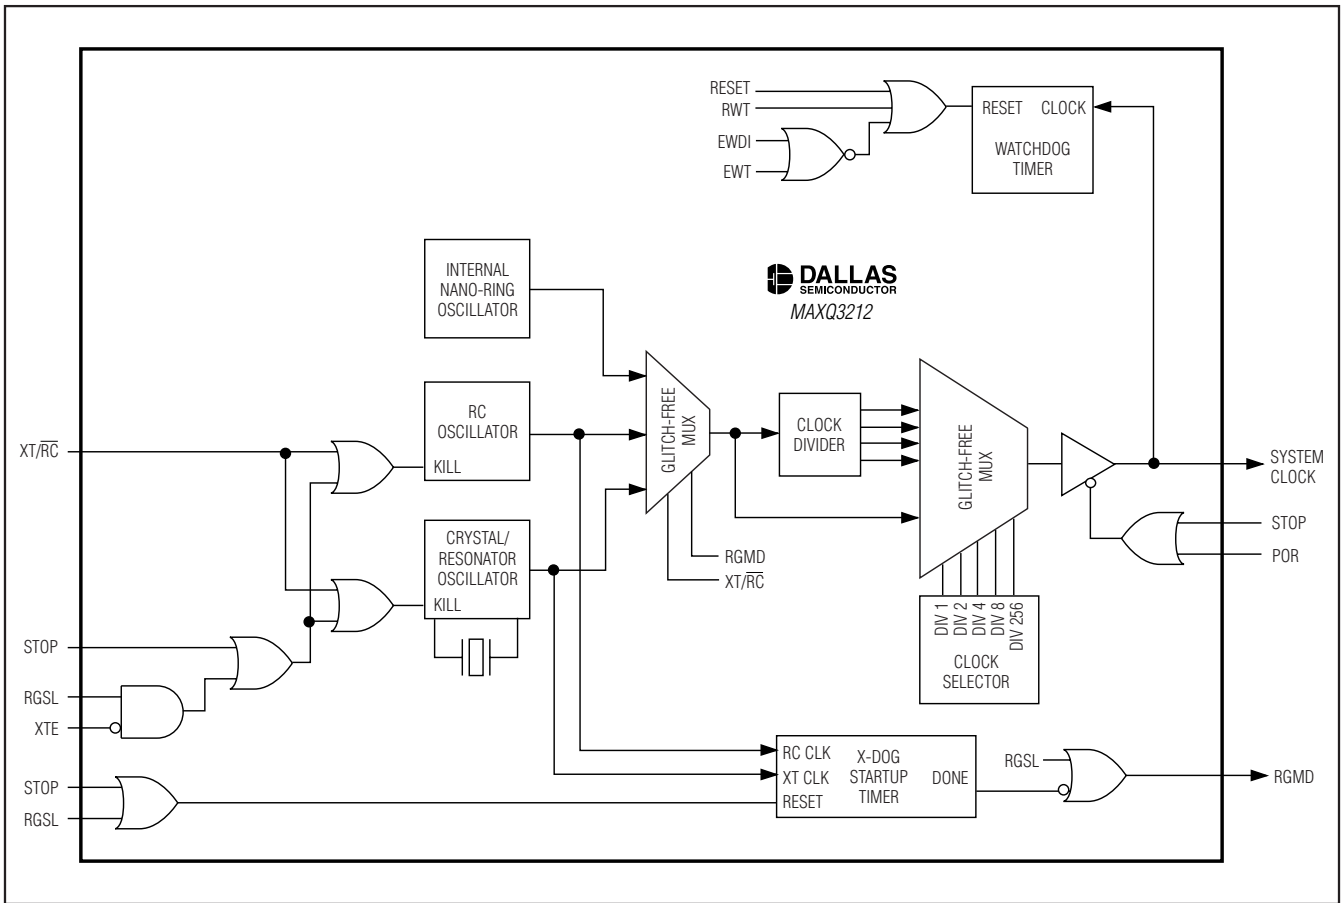 RESET
RWT
EWDI
EWT
RESET CLOCK
WATCHDOG
TIMER
INTERNAL
NANO-RING
OSCILLATOR
DALLAS
SEMICONDUCTOR
MAXQ3212
RC
OSCILLATOR
KILL
XT/R̅C̅
GLITCH-FREE
MUX
CLOCK
DIVIDER
GLITCH-FREE
MUX
SYSTEM
CLOCK
STOP
POR
CRYSTAL/
RESONATOR
OSCILLATOR
KILL
RGMD
XT/R̅C̅
DIV 1
DIV 2
DIV 4
DIV 8
DIV 256
CLOCK
SELECTOR
STOP
RGSL
XTE
STOP
RGSL
RC CLK
XT CLK
RESET
X-DOG
STARTUP
TIMER
DONE
RGSL
RGMD